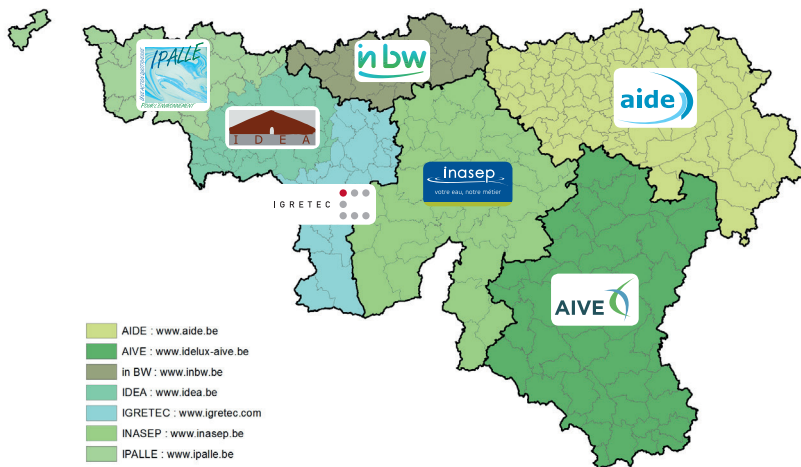 IPALLE
POUR L'ENVIRONNEMENT
in bw
aide
IDEA
inasep
votre eau, notre métier
IGRETEC
AIVE
AIDE : www.aide.be
AIVE : www.idelux-aive.be
in BW : www.inbw.be
IDEA : www.idea.be
IGRETEC : www.igretec.com
INASEP : www.inasep.be
IPALLE : www.ipalle.be